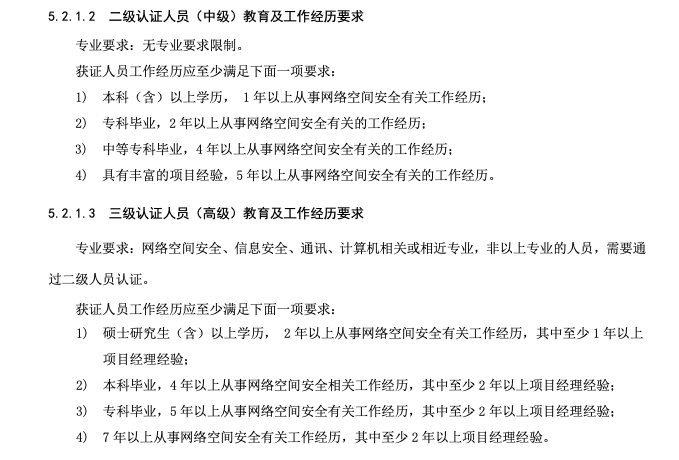 5.2.1.2 二级认证人员（中级）教育及工作经历要求
专业要求：无专业要求限制。
获证人员工作经历应至少满足下面一项要求：
1) 本科（含）以上学历， 1 年以上从事网络空间安全有关工作经历；
2) 专科毕业，2 年以上从事网络空间安全有关的工作经历；
3) 中等专科毕业，4 年以上从事网络空间安全有关的工作经历；
4) 具有丰富的项目经验，5 年以上从事网络空间安全有关的工作经历。
5.2.1.3 三级认证人员（高级）教育及工作经历要求
专业要求：网络空间安全、信息安全、通讯、计算机相关或相近专业，非以上专业的人员，需要通
过二级人员认证。
获证人员工作经历应至少满足下面一项要求：
1) 硕士研究生（含）以上学历， 2 年以上从事网络空间安全有关工作经历，其中至少 1 年以上
项目经理经验；
2) 本科毕业，4 年以上从事网络空间安全相关工作经历，其中至少 2 年以上项目经理经验；
3) 专科毕业，5 年以上从事网络空间安全有关工作经历，其中至少 2 年以上项目经理经验；
4) 7 年以上从事网络空间安全有关工作经历，其中至少 2 年以上项目经理经验。